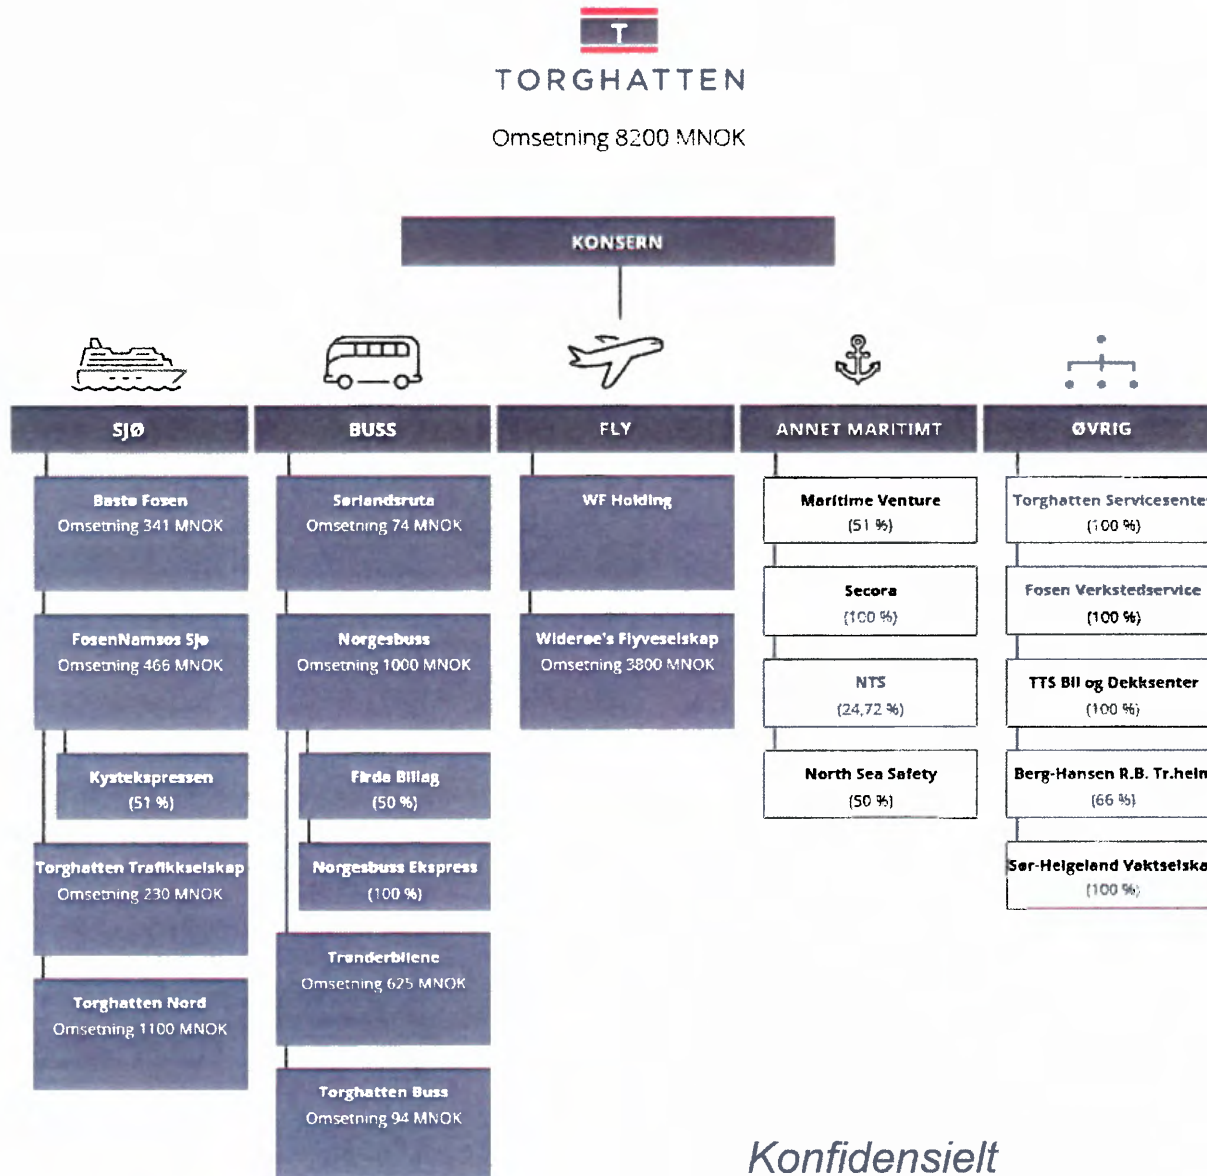 T
TORGHATTEN
Omsetning 8200 MNOK
KONSERN
SJØ
Bastø Fosen
Omsetning 341 MNOK
FosenNamsos Sjø
Omsetning 466 MNOK
Kystekspressen
(51 %)
Torghatten Trafikkselskap
Omsetning 230 MNOK
Torghatten Nord
Omsetning 1100 MNOK
BUSS
Sørlandsruta
Omsetning 74 MNOK
Norgesbuss
Omsetning 1000 MNOK
Firda Billag
(50 %)
Norgesbuss Ekspress
(100 %)
Trønderbilene
Omsetning 625 MNOK
Torghatten Buss
Omsetning 94 MNOK
FLY
WF Holding
Widerøe's Flyveselskap
Omsetning 3800 MNOK
ANNET MARITIMT
Maritime Venture
(51 %)
Secora
(100 %)
NTS
(24,72 %)
North Sea Safety
(50 %)
ØVRIG
Torghatten Servicesenter
(100 %)
Fosen Verkstedservice
(100 %)
TTS Bil og Dekksenter
(100 %)
Berg-Hansen R.B. Tr.heim
(66 %)
Sør-Helgeland Vaktselska
(100 %)
Konfidensielt